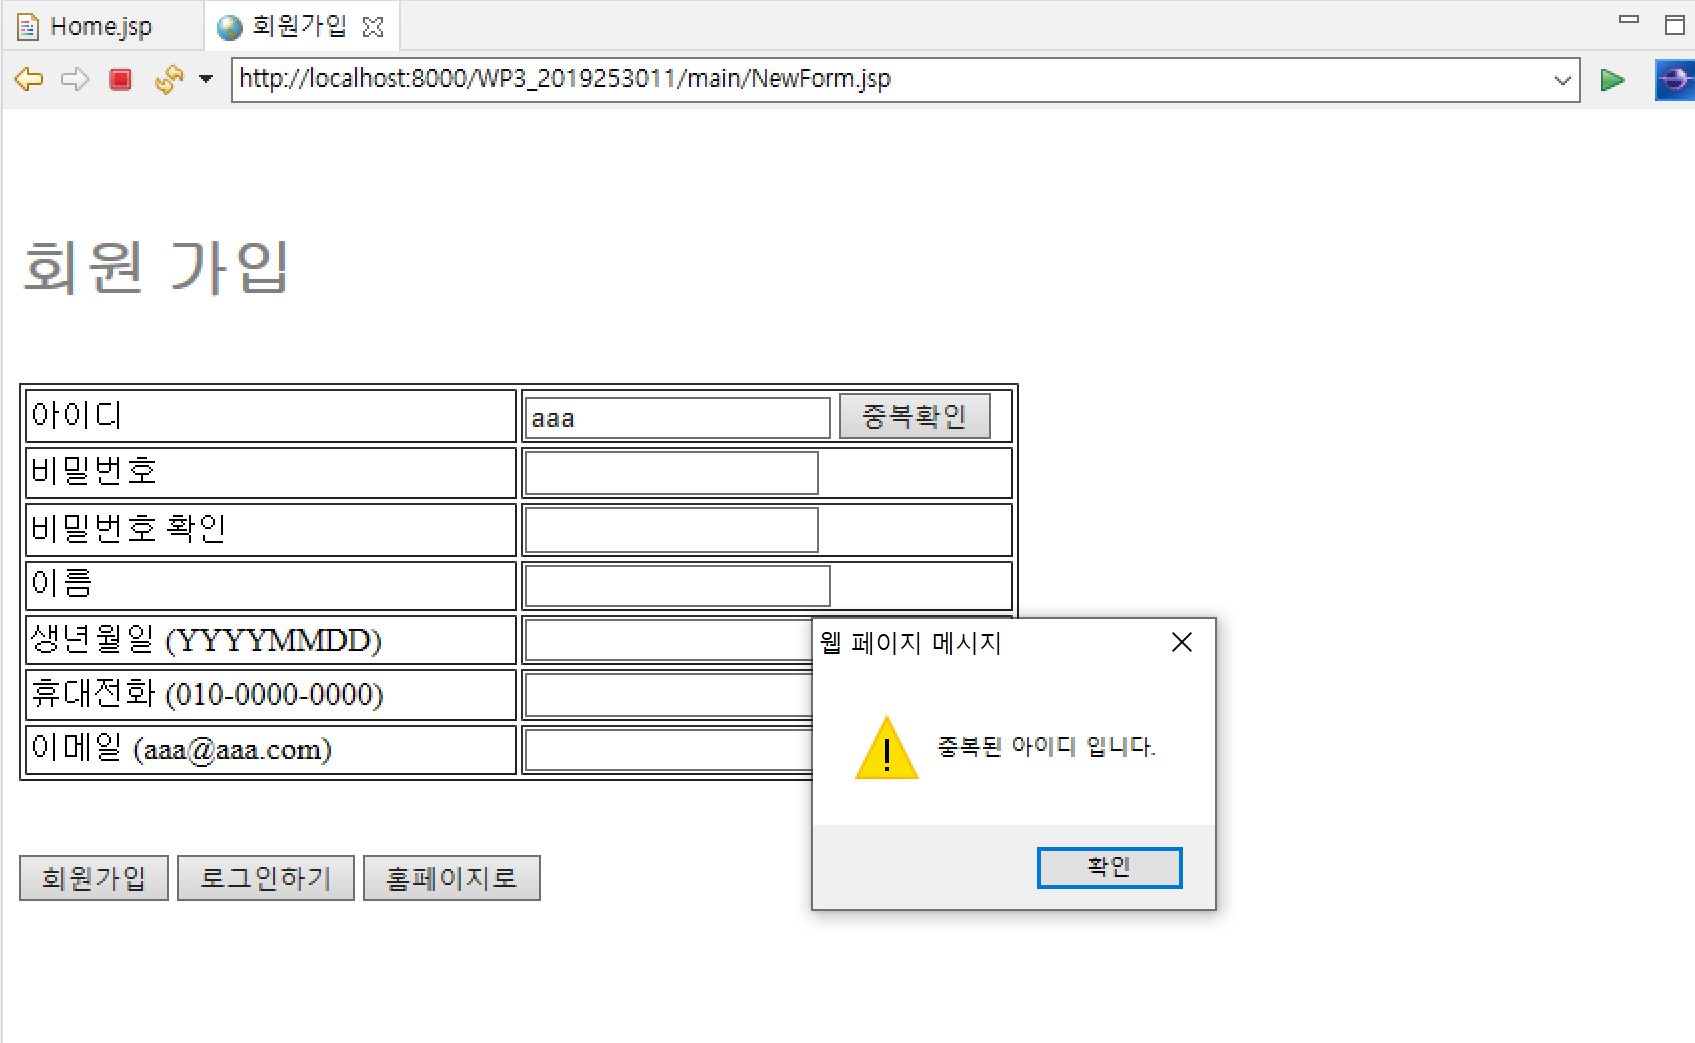 Home.jsp 회원가입
http://localhost:8000/WP3_2019253011/main/NewForm.jsp
회원 가입
아이디 aaa 중복확인
비밀번호
비밀번호 확인
이름
생년월일 (YYYYMMDD)
휴대전화 (010-0000-0000)
이메일 (aaa@aaa.com)
웹 페이지 메시지
중복된 아이디 입니다.
확인
회원가입 로그인하기 홈페이지로